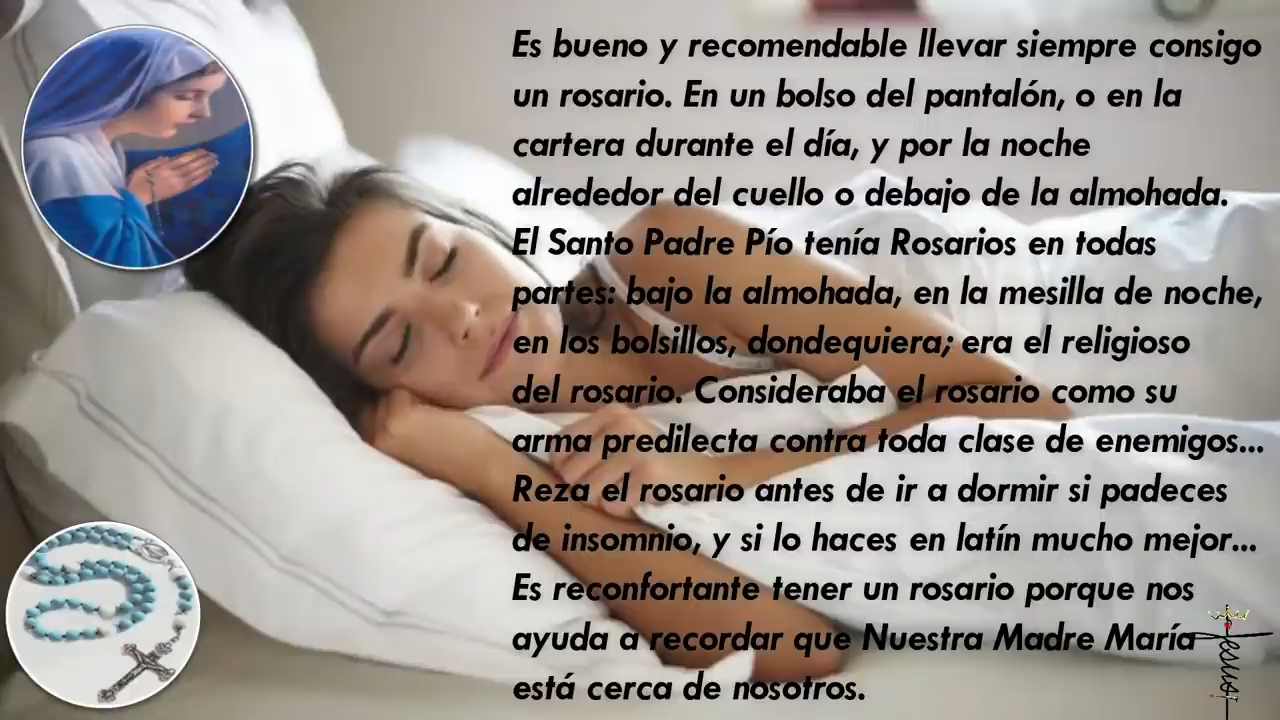 Es bueno y recomendable llevar siempre consigo
un rosario. En un bolso del pantalón, o en la
cartera durante el día, y por la noche
alrededor del cuello o debajo de la almohada.
El Santo Padre Pío tenía Rosarios en todas
partes: bajo la almohada, en la mesilla de noche,
en los bolsillos, dondequiera; era el religioso
del rosario. Consideraba el rosario como su
arma predilecta contra toda clase de enemigos...
Reza el rosario antes de ir a dormir si padeces
de insomnio, y si lo haces en latín mucho mejor...
Es reconfortante tener un rosario porque nos
ayuda a recordar que Nuestra Madre María
está cerca de nosotros.
Jesus